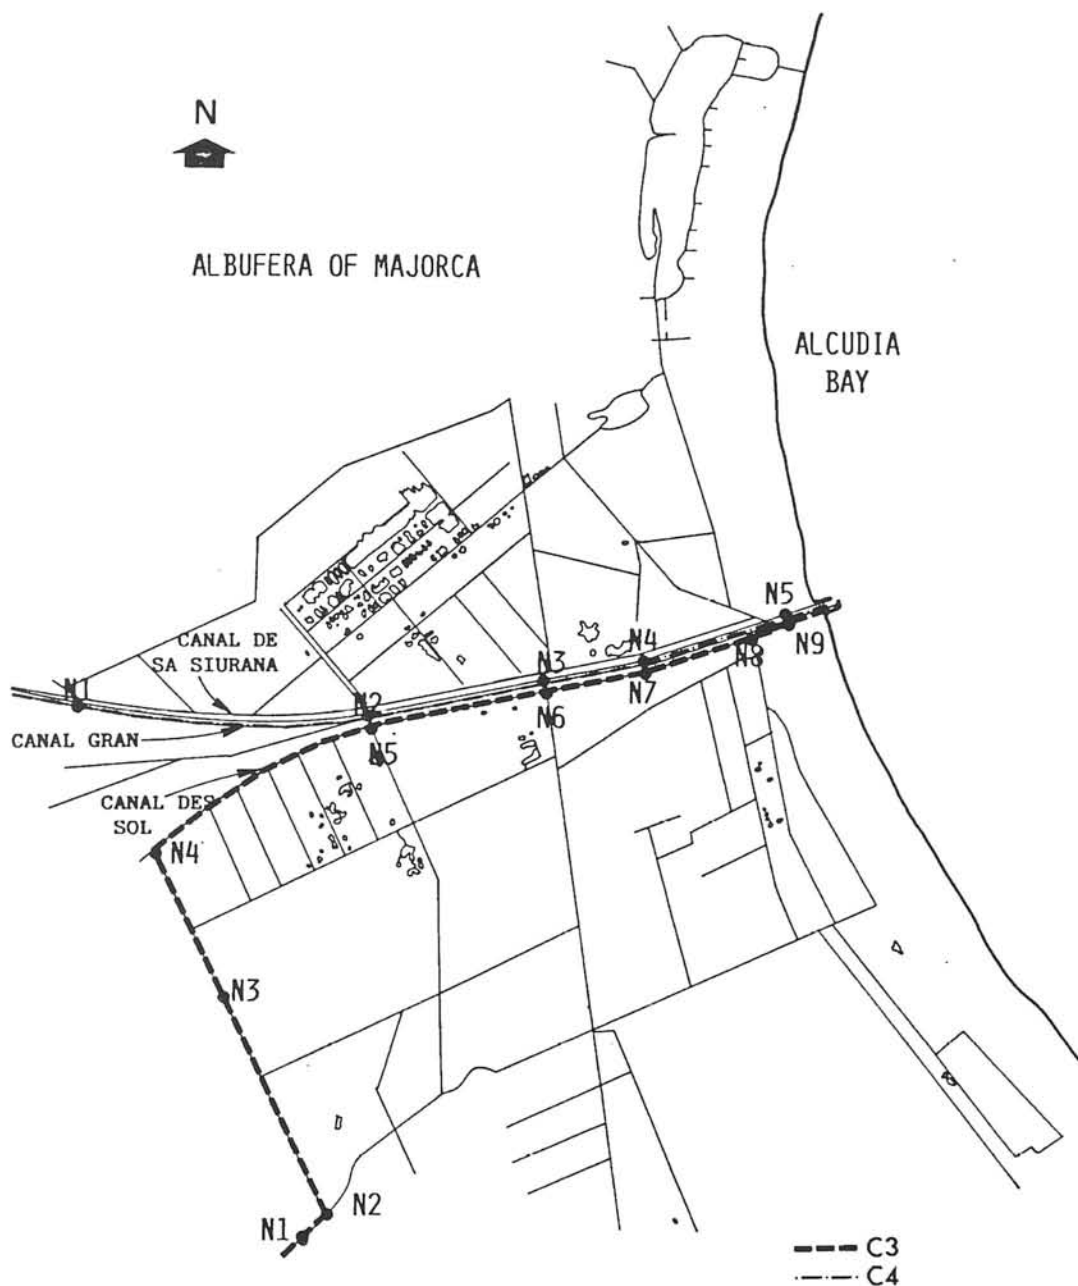 N
ALBUFERA OF MAJORCA
ALCUDIA
BAY
CANAL DE
SA SIURANA
N1
N2
N3
N4
N5
N8
N9
N7
N6
N5
CANAL GRAN
CANAL DES
SOL
N4
N3
N2
N1
C3
C4